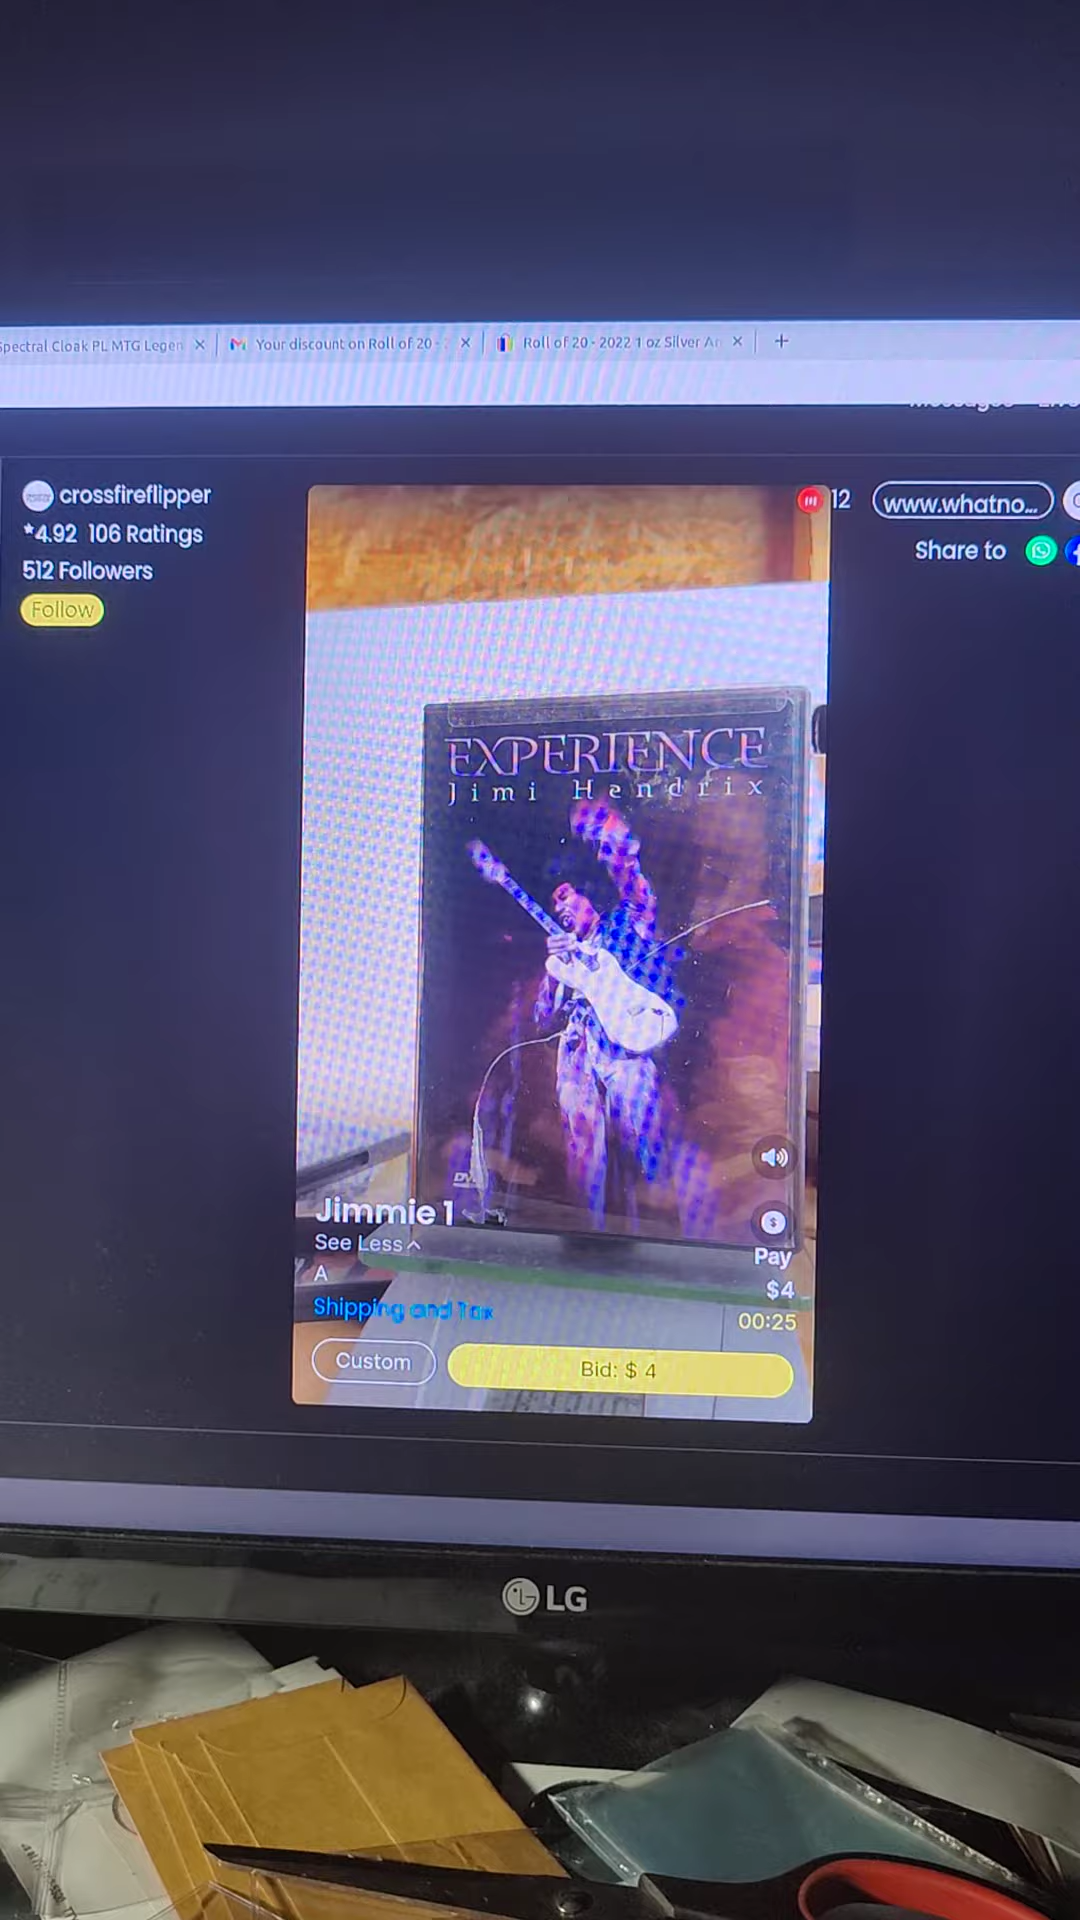 Spectral Cloak PL MTG Legen
Your discount on Roll of 20 -
Roll of 20 - 2022 1 oz Silver Ar
crossfireflipper
*4.92 106 Ratings
512 Followers
Follow
12
www.whatno...
Share to
EXPERIENCE
Jimi Hendrix
DVD
Jimmie 1
See Less
A
Shipping and Tax
Custom
Pay
$4
00:25
Bid: $ 4
LG